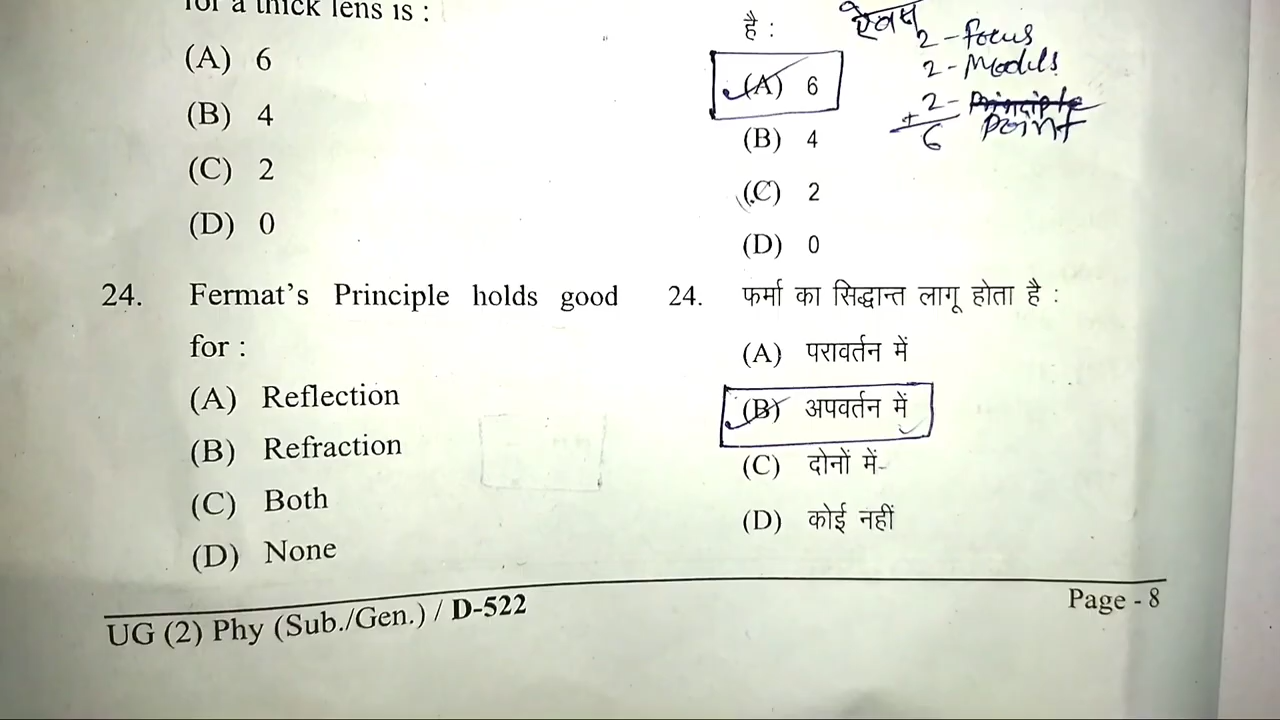 for a thick lens is :
(A) 6
(B) 4
(C) 2
(D) 0
24. Fermat's Principle holds good
for :
(A) Reflection
(B) Refraction
(C) Both
(D) None
है :
(A) 6
(B) 4
(C) 2
(D) 0
2 - focus
2 -
2 - Principle
point
+
6
24. फर्मा का सिद्धान्त लागू होता है :
(A) परावर्तन में
(B) अपवर्तन में
(C) दोनों में
(D) कोई नहीं
UG (2) Phy (Sub./Gen.) / D-522
Page - 8